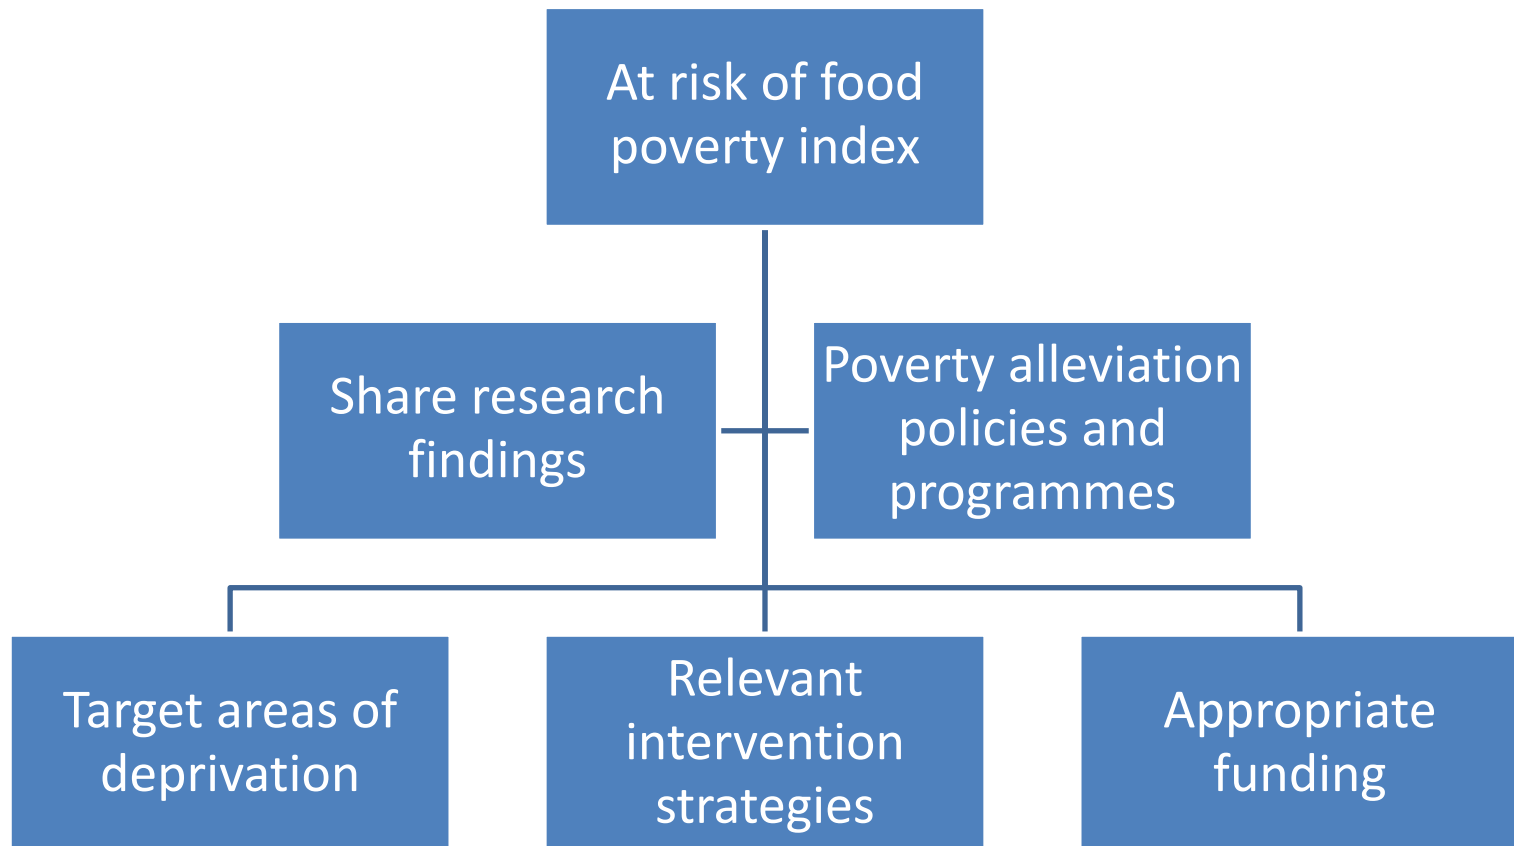 At risk of food
poverty index
Share research
findings
Poverty alleviation
policies and
programmes
Target areas of
deprivation
Relevant
intervention
strategies
Appropriate
funding